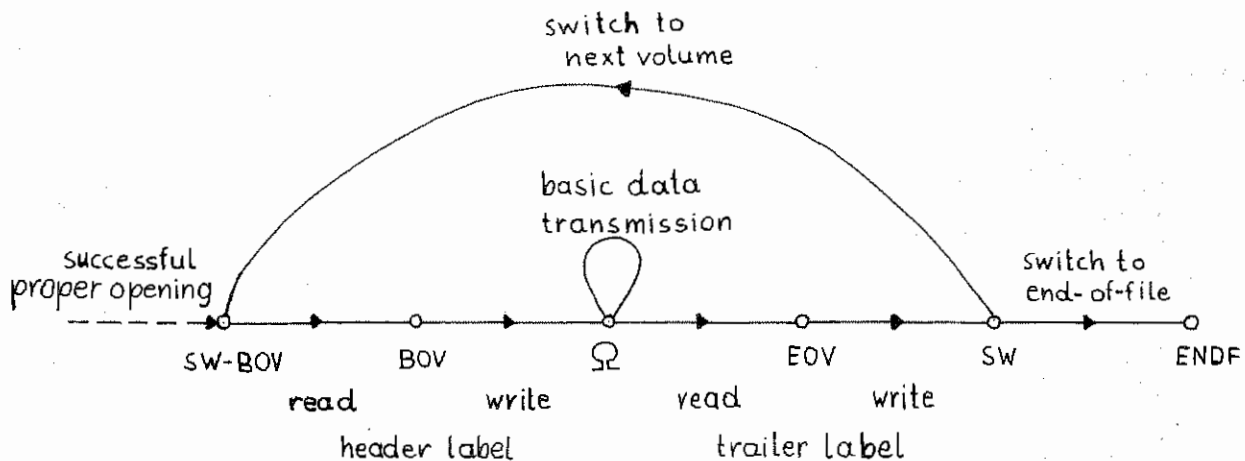 switch to
next volume
basic data
transmission
successful
proper opening
switch to
end-of-file
SW-BOV BOV Ω EOV SW ENDF
read write read write
header label trailer label